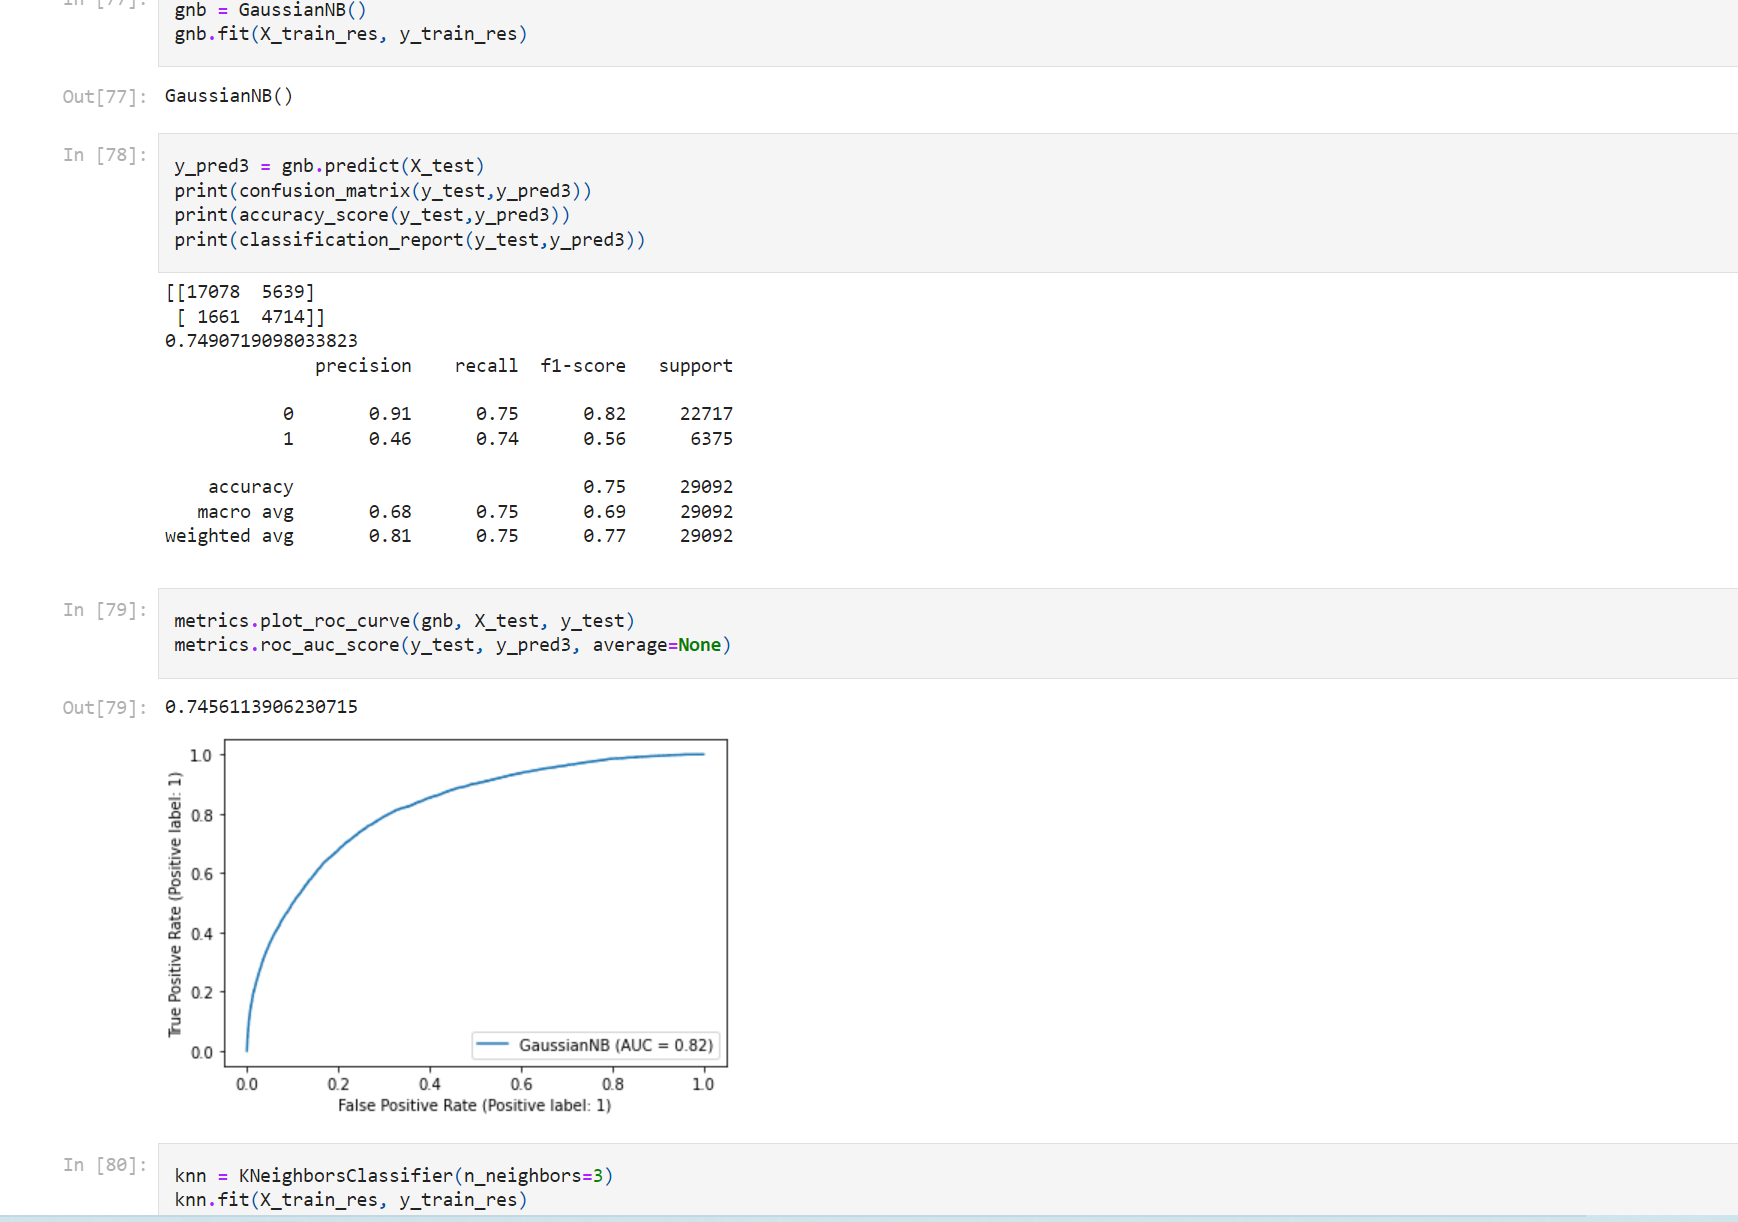 In [77]:
gnb = GaussianNB()
gnb.fit(X_train_res, y_train_res)
Out[77]: GaussianNB()
In [78]:
y_pred3 = gnb.predict(X_test)
print(confusion_matrix(y_test,y_pred3))
print(accuracy_score(y_test,y_pred3))
print(classification_report(y_test,y_pred3))
[[17078  5639]
 [ 1661  4714]]
0.7490719098033823
              precision    recall  f1-score   support
           0       0.91      0.75      0.82     22717
           1       0.46      0.74      0.56      6375
    accuracy                           0.75     29092
   macro avg       0.68      0.75      0.69     29092
weighted avg       0.81      0.75      0.77     29092
In [79]:
metrics.plot_roc_curve(gnb, X_test, y_test)
metrics.roc_auc_score(y_test, y_pred3, average=None)
Out[79]: 0.7456113906230715
True Positive Rate (Positive label: 1)
1.0
0.8
0.6
0.4
0.2
0.0
GaussianNB (AUC = 0.82)
0.0 0.2 0.4 0.6 0.8 1.0
False Positive Rate (Positive label: 1)
In [80]:
knn = KNeighborsClassifier(n_neighbors=3)
knn.fit(X_train_res, y_train_res)